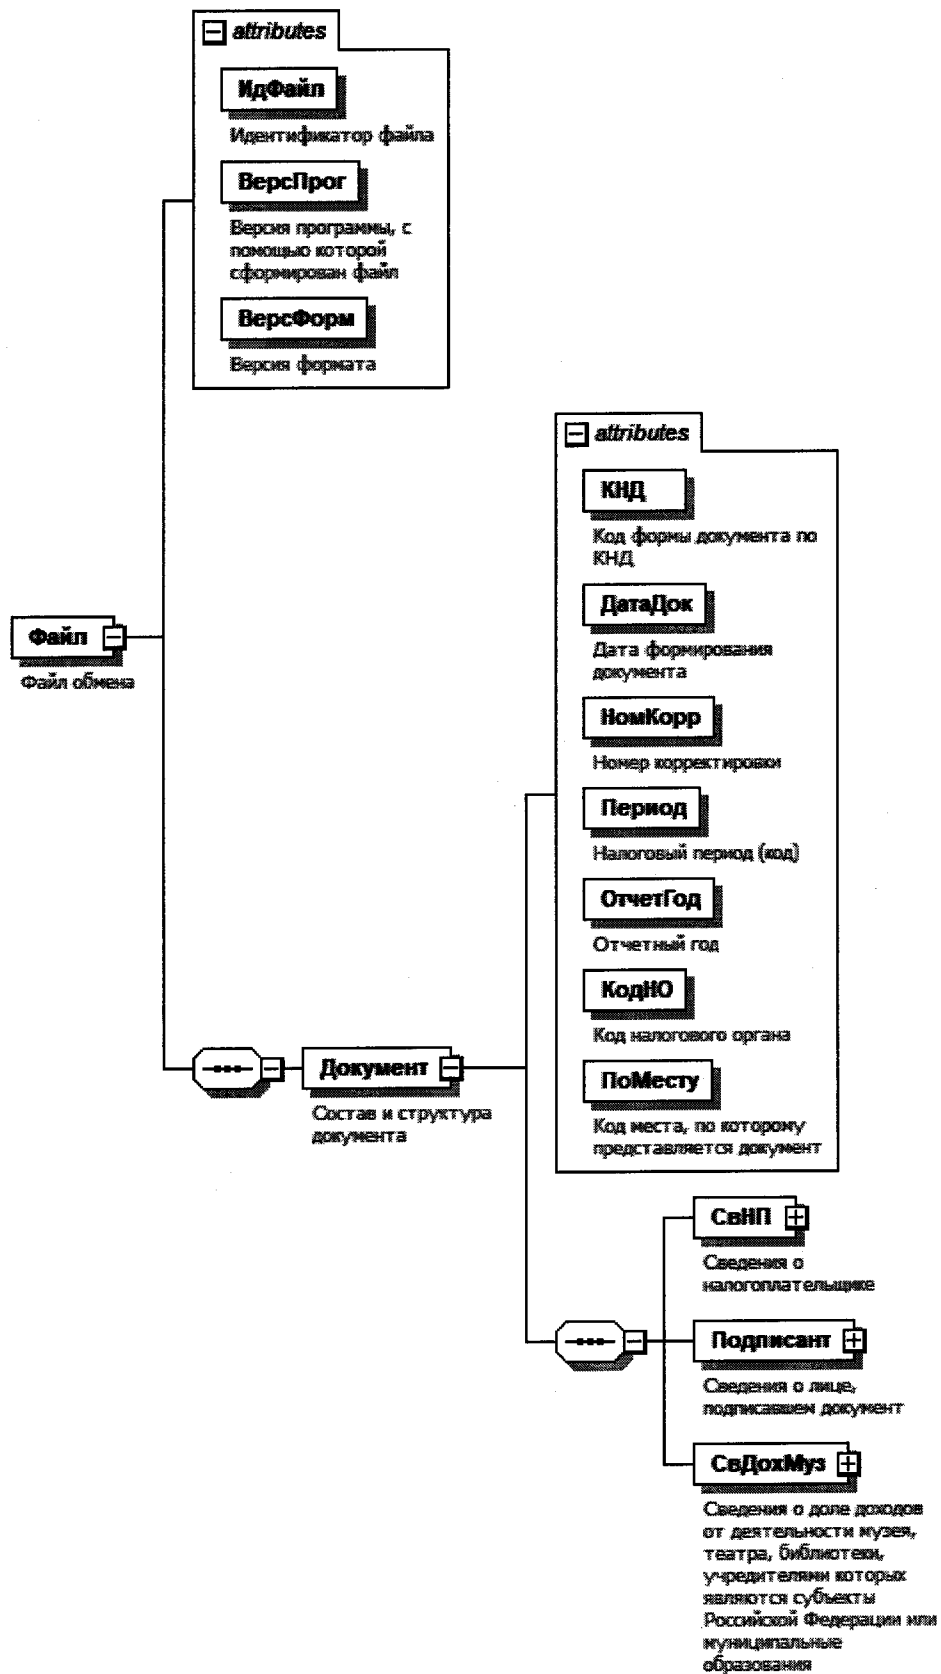 attributes
ИдФайл
Идентификатор файла
ВерсПрог
Версия программы, с
помощью которой
сформирован файл
ВерсФорм
Версия формата
attributes
КНД
Код формы документа по
КНД
ДатаДок
Дата формирования
документа
НомКорр
Номер корректировки
Период
Налоговый период (код)
ОтчетГод
Отчетный год
КодНО
Код налогового органа
ПоМесту
Код места, по которому
представляется документ
Файл
Файл обмена
Документ
Состав и структура
документа
СвНП
Сведения о
налогоплательщике
Подписант
Сведения о лице,
подписавшем документ
СвДохМуз
Сведения о доле доходов
от деятельности музея,
театра, библиотеки,
учредителями которых
являются субъекты
Российской Федерации или
муниципальные
образования